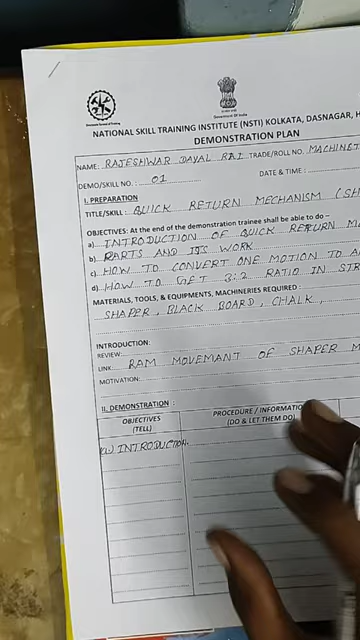 Government Of India
NATIONAL SKILL TRAINING INSTITUTE (NSTI) KOLKATA, DASNAGAR, H
DEMONSTRATION PLAN
NAME: RAJESHWAR DAYAL RAI TRADE/ROLL NO. MACHINET
DEMO/SKILL NO.: 01 DATE & TIME:
I. PREPARATION
TITLE/SKILL: QUICK RETURN MECHANISM (SH
OBJECTIVES: At the end of the demonstration trainee shall be able to do –
a) INTRODUCTION OF QUICK RETURN M
b) PARTS AND ITS WORK
c) HOW TO CONVERT ONE MOTION TO A
d) HOW TO GET 3:2 RATIO IN STR
MATERIALS, TOOLS, & EQUIPMENTS, MACHINERIES REQUIRED:
SHAPER, BLACK BOARD, CHALK,
INTRODUCTION:
REVIEW:
LINK: RAM MOVEMANT OF SHAPER M
MOTIVATION:
II. DEMONSTRATION:
OBJECTIVES (TELL)
PROCEDURE / INFORMATIO
(DO & LET THEM DO)
(a) INTRODUCTION.